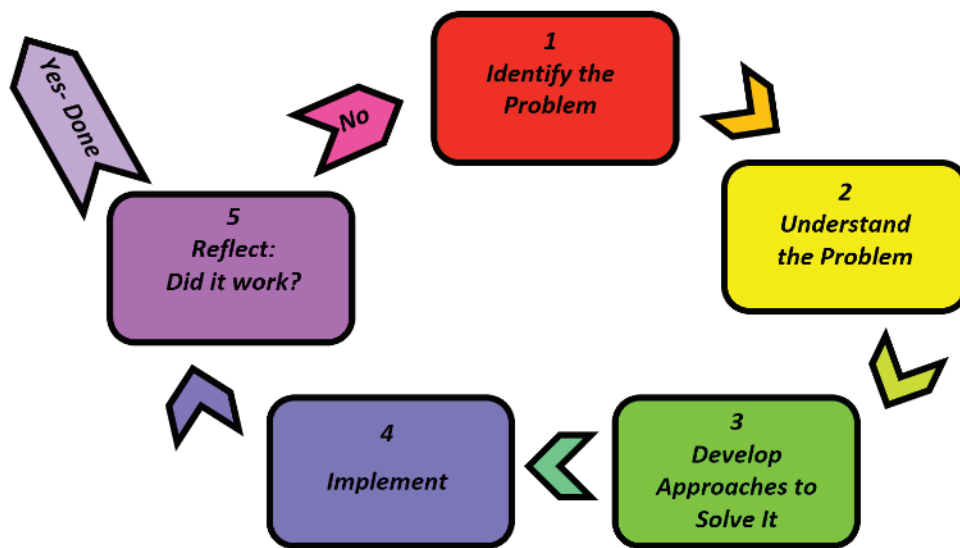 1
Identify the
Problem
2
Understand
the Problem
3
Develop
Approaches to
Solve It
4
Implement
5
Reflect:
Did it work?
No
Yes- Done